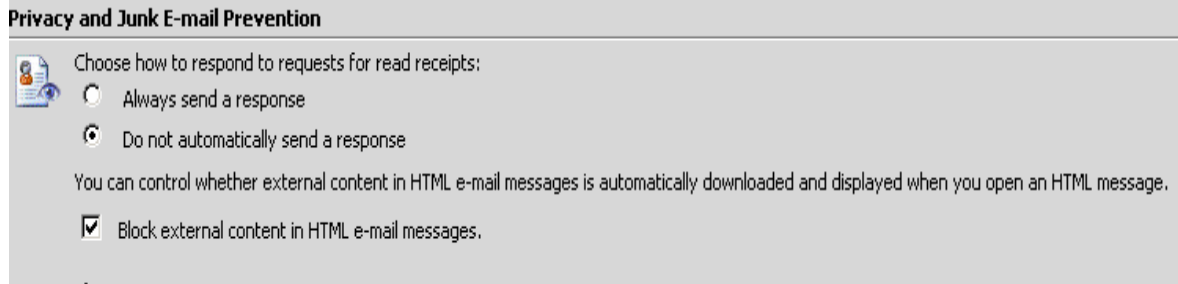 Privacy and Junk E-mail Prevention
Choose how to respond to requests for read receipts:
Always send a response
Do not automatically send a response
You can control whether external content in HTML e-mail messages is automatically downloaded and displayed when you open an HTML message.
Block external content in HTML e-mail messages.